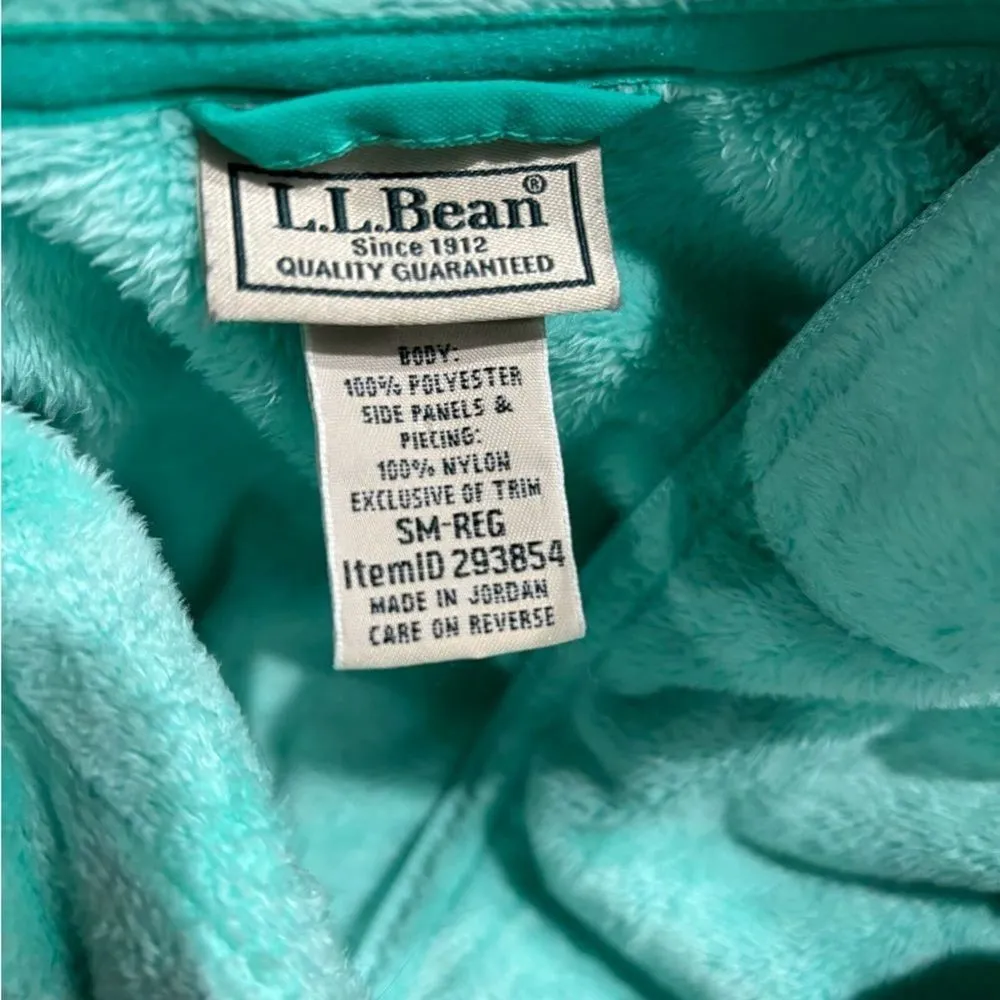 L.L.Bean®
Since 1912
QUALITY GUARANTEED
BODY:
100% POLYESTER
SIDE PANELS &
PIECING:
100% NYLON
EXCLUSIVE OF TRIM
SM-REG
ItemID 293854
MADE IN JORDAN
CARE ON REVERSE